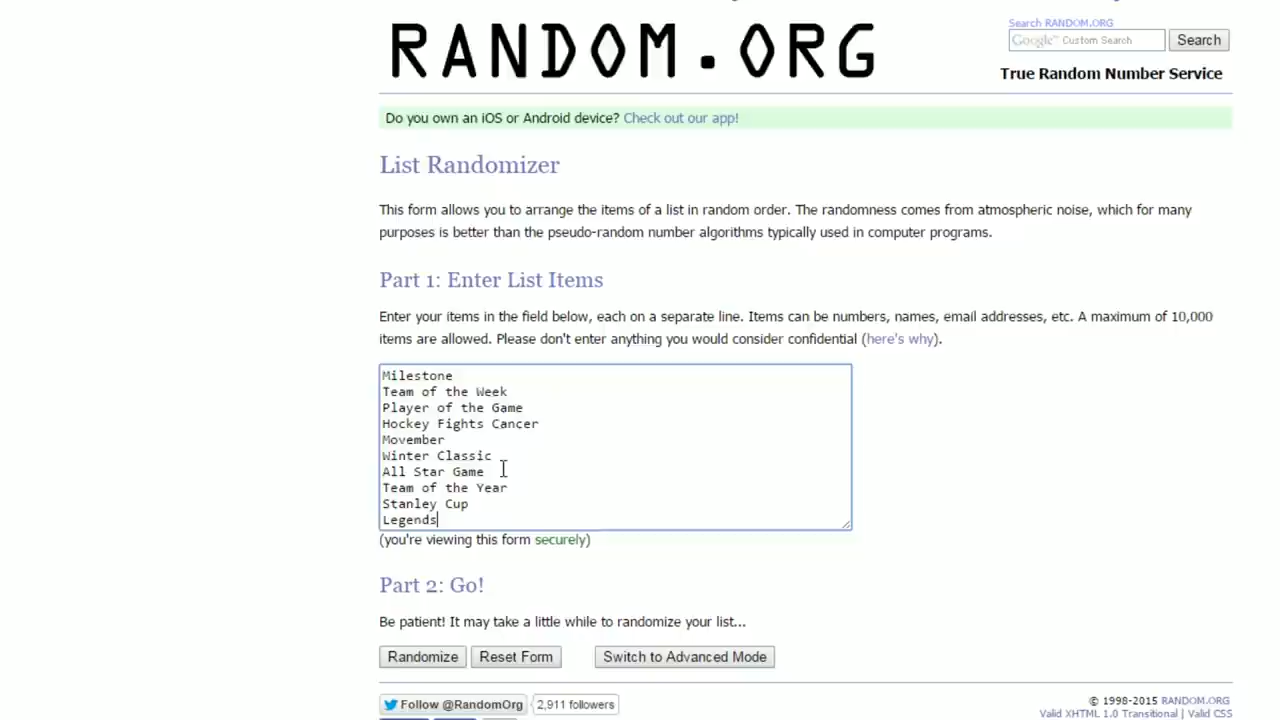 RANDOM.ORG
Search RANDOM.ORG
Google™ Custom Search
Search
True Random Number Service
Do you own an iOS or Android device? Check out our app!
List Randomizer
This form allows you to arrange the items of a list in random order. The randomness comes from atmospheric noise, which for many
purposes is better than the pseudo-random number algorithms typically used in computer programs.
Part 1: Enter List Items
Enter your items in the field below, each on a separate line. Items can be numbers, names, email addresses, etc. A maximum of 10,000
items are allowed. Please don't enter anything you would consider confidential (here's why).
Milestone
Team of the Week
Player of the Game
Hockey Fights Cancer
Movember
Winter Classic
All Star Game
Team of the Year
Stanley Cup
Legends
(you're viewing this form securely)
Part 2: Go!
Be patient! It may take a little while to randomize your list...
Randomize Reset Form Switch to Advanced Mode
Follow @RandomOrg 2,911 followers
© 1998-2015 RANDOM.ORG
Valid XHTML 1.0 Transitional | Valid CSS